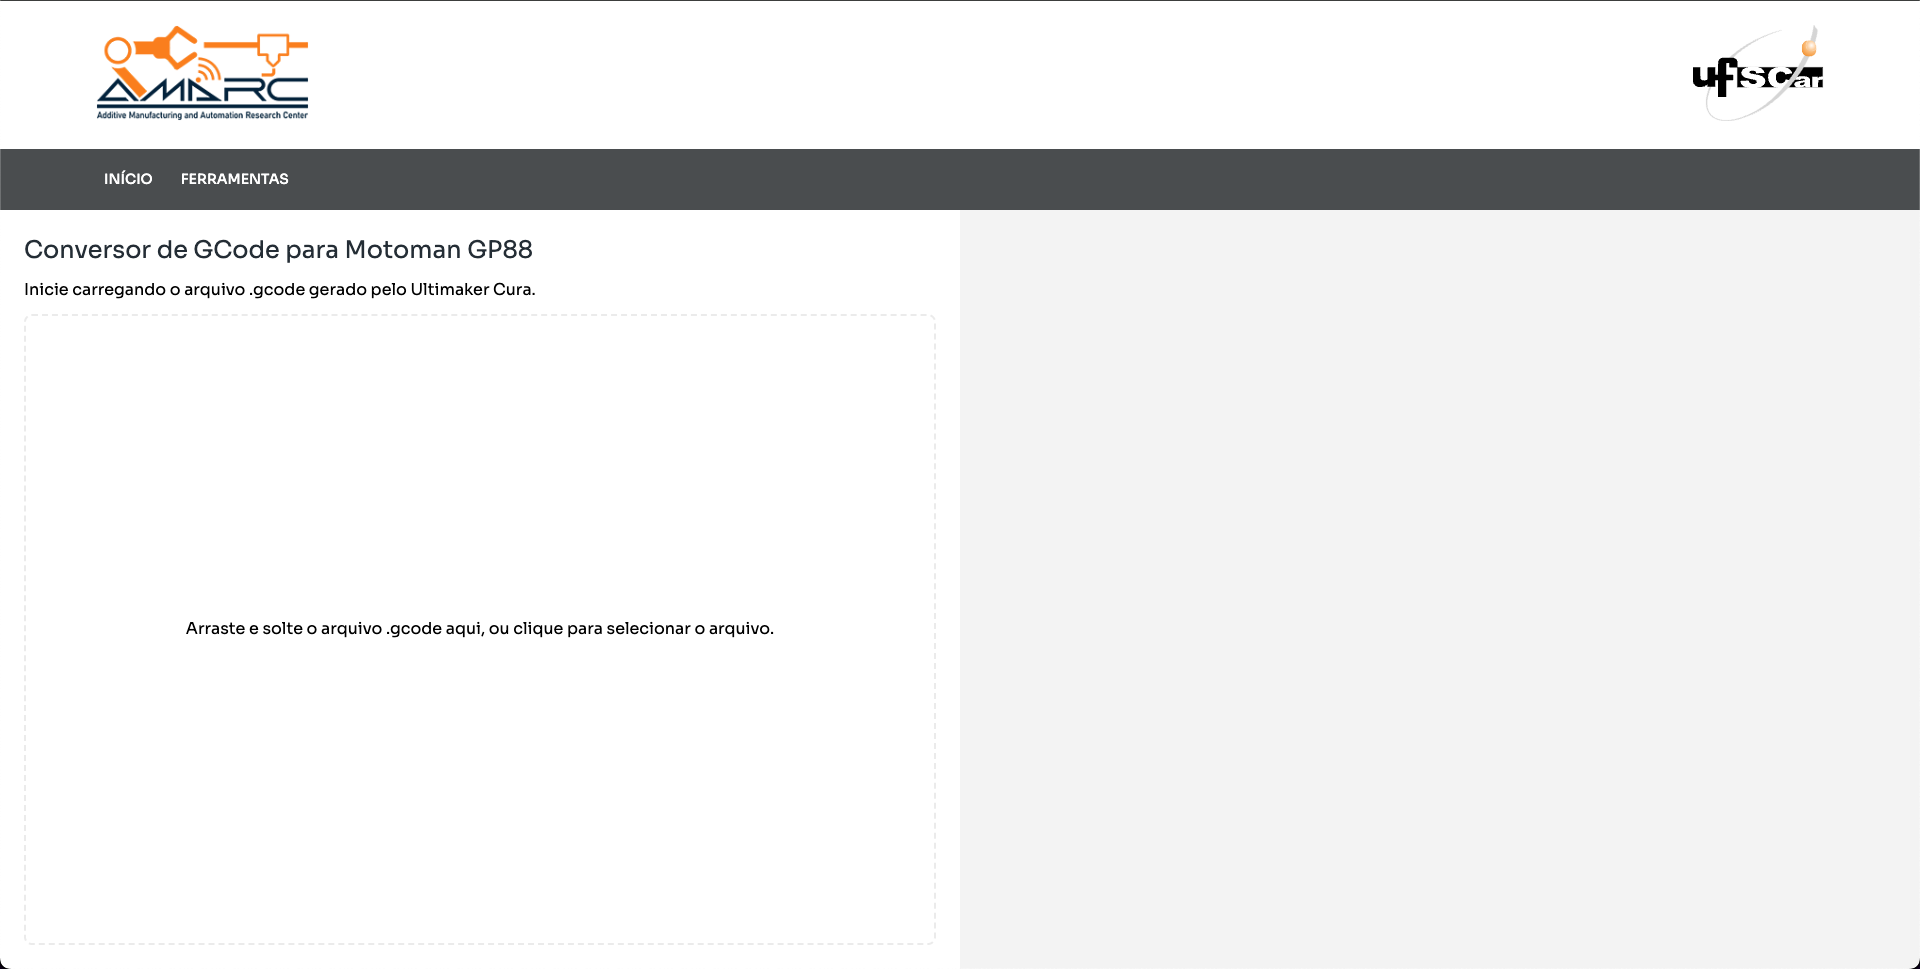 AMARC
Additive Manufacturing and Automation Research Center
ufscar
INÍCIO FERRAMENTAS
Conversor de GCode para Motoman GP88
Inicie carregando o arquivo .gcode gerado pelo Ultimaker Cura.
Arraste e solte o arquivo .gcode aqui, ou clique para selecionar o arquivo.